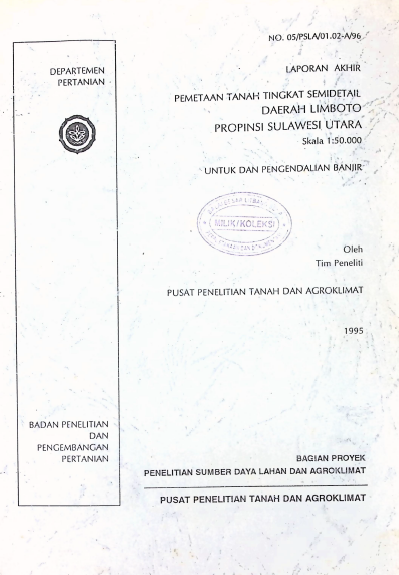 NO. 05/PSLA/01.02-A/96
DEPARTEMEN
PERTANIAN
LAPORAN AKHIR
PEMETAAN TANAH TINGKAT SEMIDETAIL
DAERAH LIMBOTO
PROPINSI SULAWESI UTARA
Skala 1:50.000
UNTUK DAN PENGENDALIAN BANJIR
MILIK/KOLEKSI
Oleh
Tim Peneliti
PUSAT PENELITIAN TANAH DAN AGROKLIMAT
1995
BADAN PENELITIAN
DAN
PENGEMBANGAN
PERTANIAN
BAGIAN PROYEK
PENELITIAN SUMBER DAYA LAHAN DAN AGROKLIMAT
PUSAT PENELITIAN TANAH DAN AGROKLIMAT